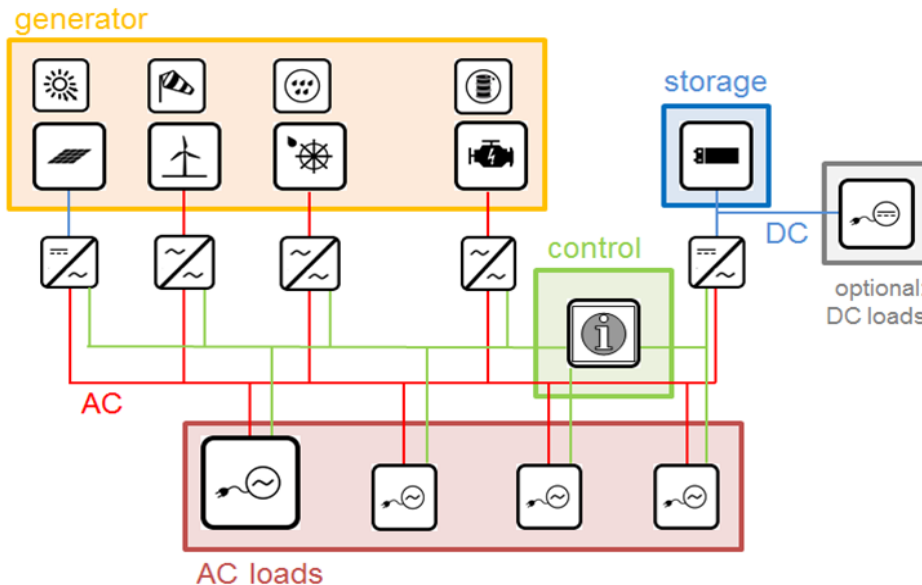 generator
storage
control
DC
optional:
DC loads
AC
AC loads